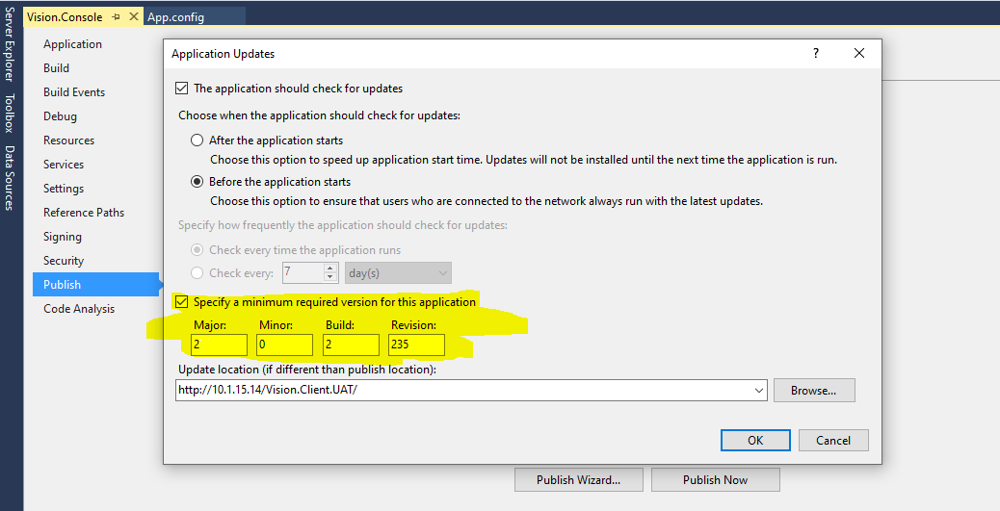 Vision.Console
App.config
Server Explorer
Toolbox
Data Sources
Application
Build
Build Events
Debug
Resources
Services
Settings
Reference Paths
Signing
Security
Publish
Code Analysis
Application Updates
?
The application should check for updates
Choose when the application should check for updates:
After the application starts
Choose this option to speed up application start time. Updates will not be installed until the next time the application is run.
Before the application starts
Choose this option to ensure that users who are connected to the network always run with the latest updates.
Specify how frequently the application should check for updates:
Check every time the application runs
Check every: 7 day(s)
Specify a minimum required version for this application
Major: Minor: Build: Revision:
2 0 2 235
Update location (if different than publish location):
http://10.1.15.14/Vision.Client.UAT/ Browse...
OK Cancel
Publish Wizard... Publish Now